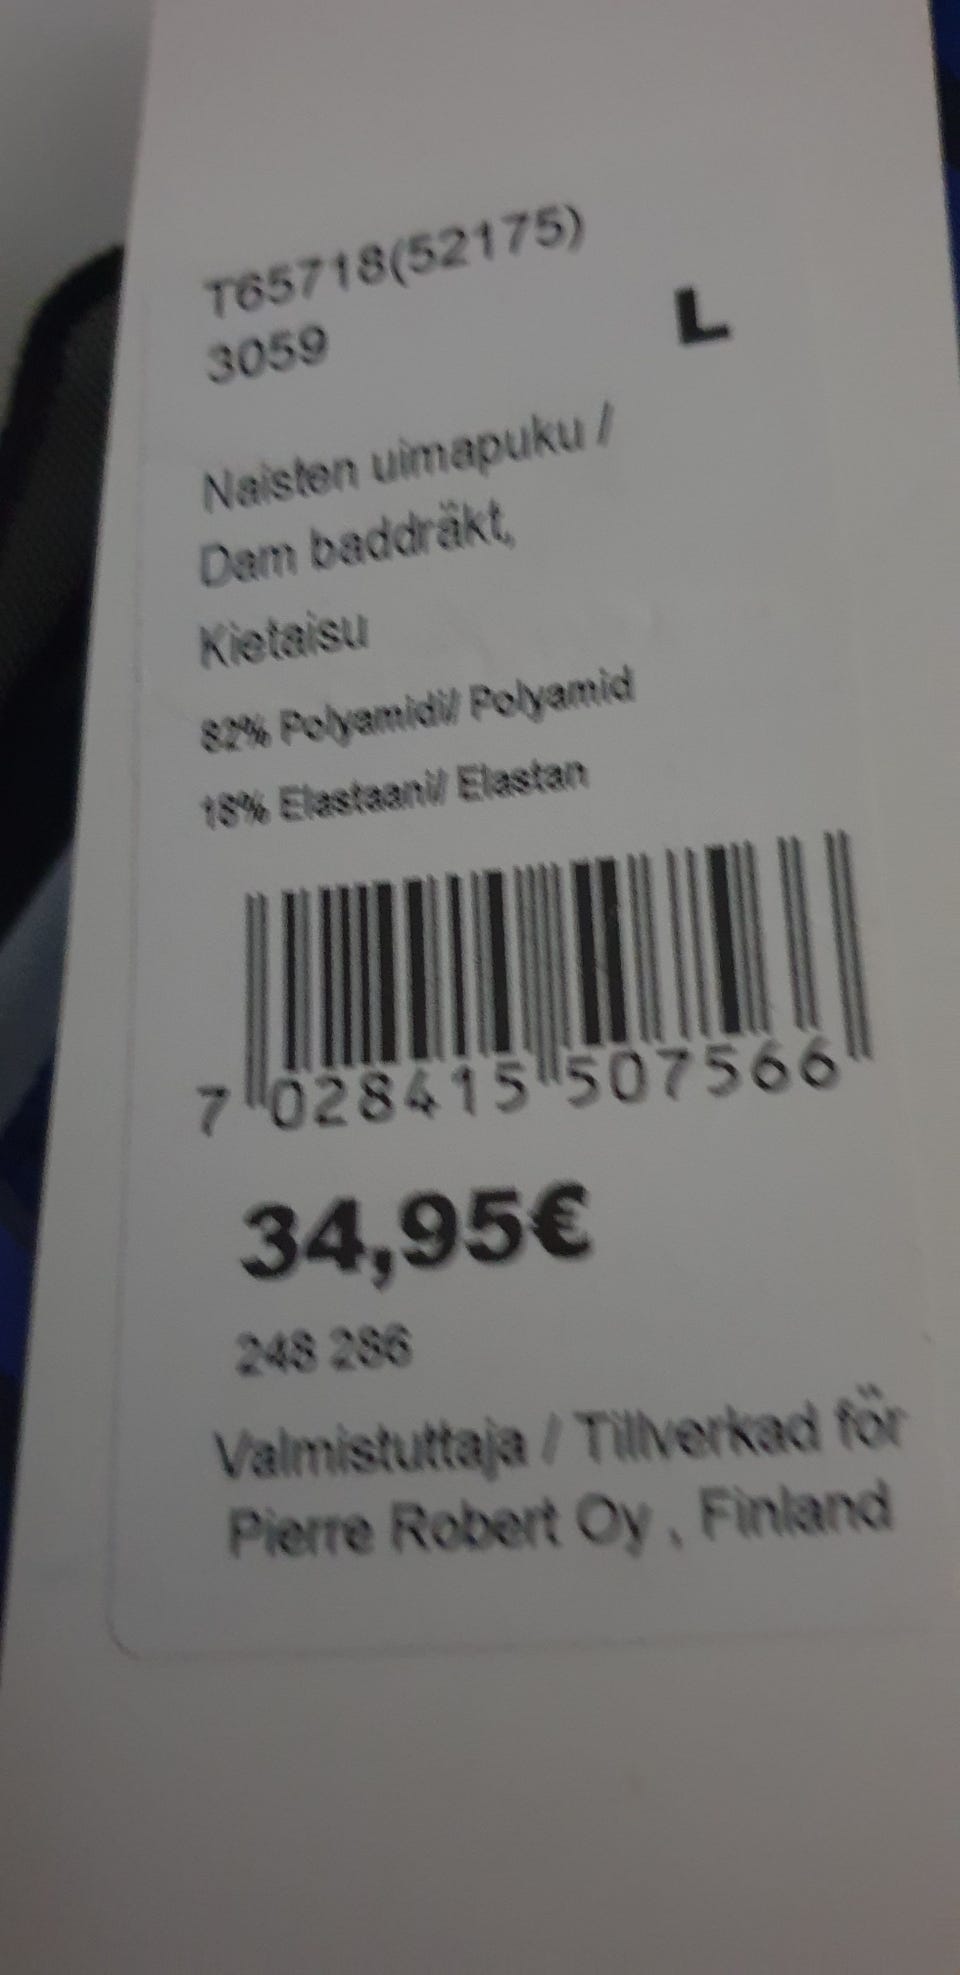 T65718(52175)
3059
L
Naisten uimapuku /
Dam baddräkt,
Kietaisu
82% Polyamidi/ Polyamid
18% Elastaani/ Elastan
7 028415 507566
34,95€
248 286
Valmistuttaja / Tillverkad för
Pierre Robert Oy , Finland